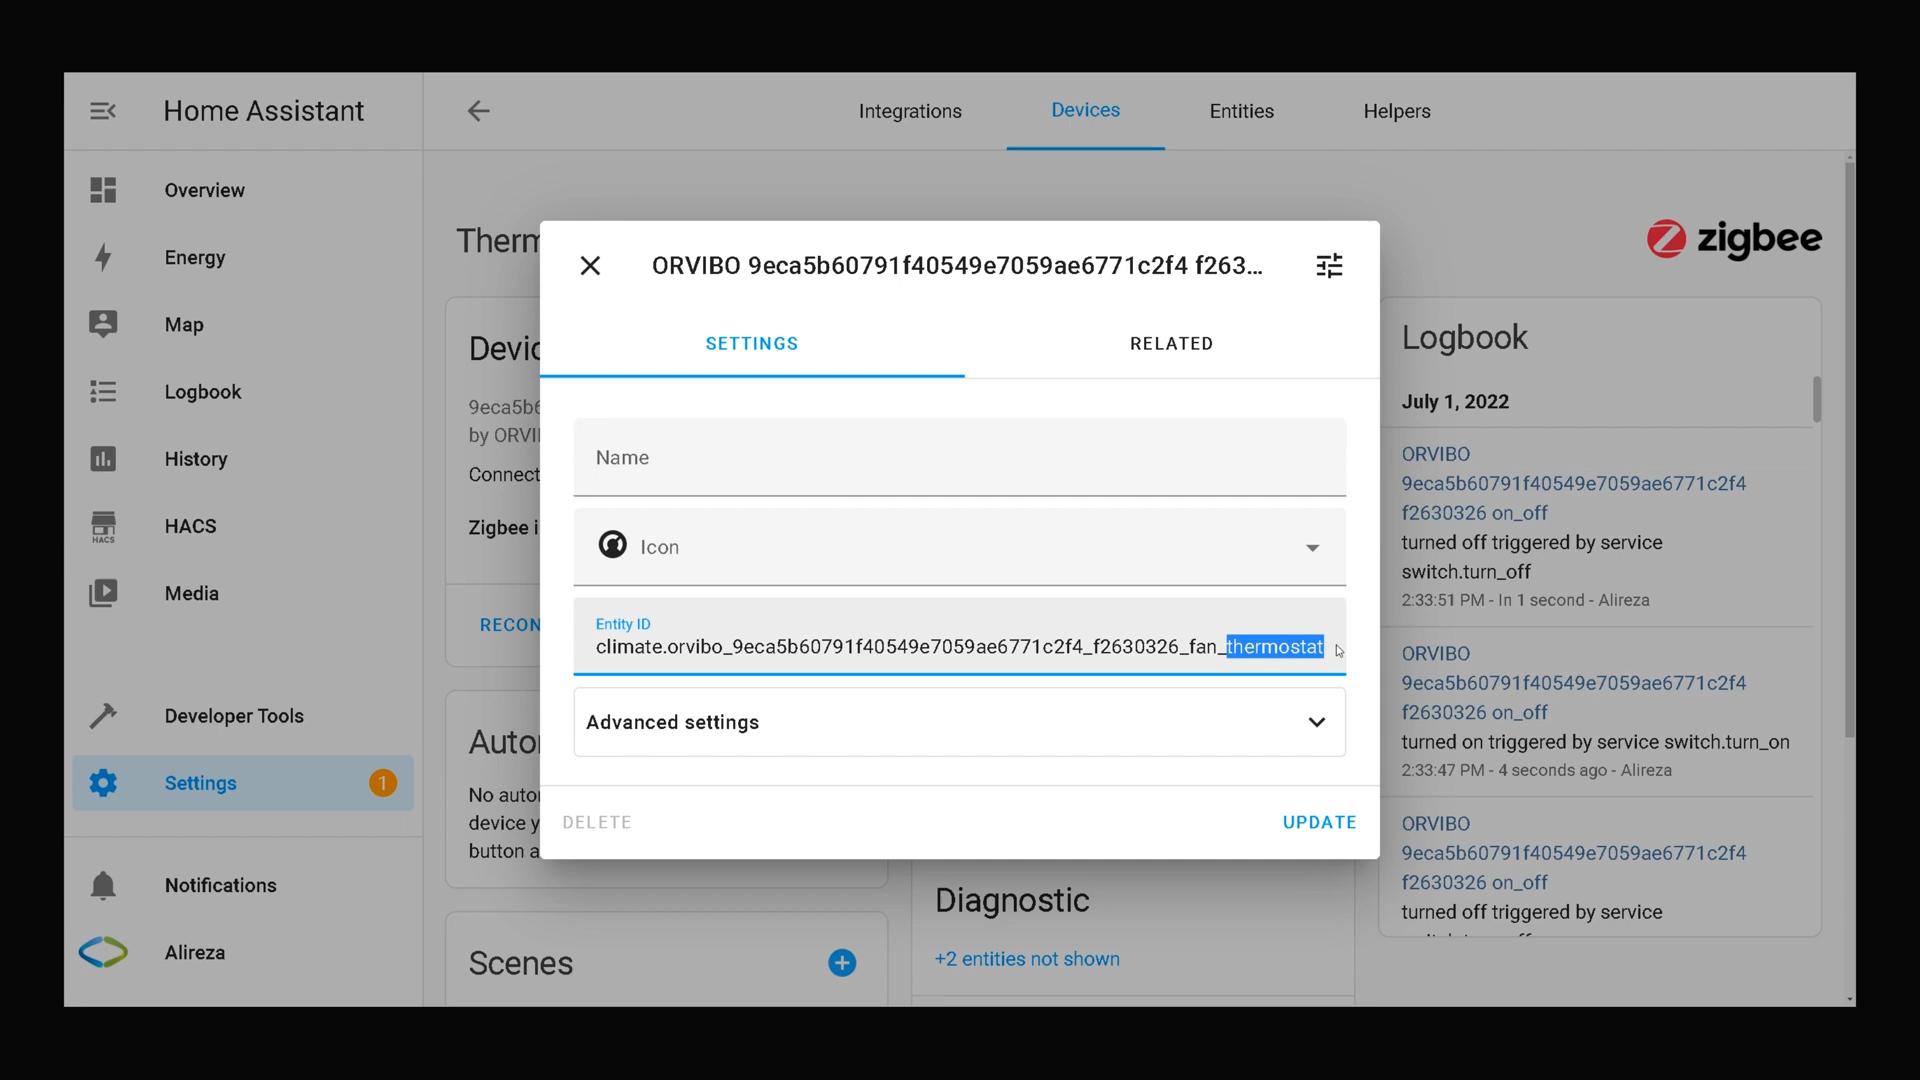 Home Assistant
Integrations
Devices
Entities
Helpers
Overview
Energy
Map
Logbook
History
HACS
HACS
Media
Developer Tools
Settings
1
Notifications
Alireza
Therm
zigbee
Devic
9eca5b6
by ORVI
Connect
Zigbee i
RECON
Auto
No auto
device y
button a
Scenes
ORVIBO 9eca5b60791f40549e7059ae6771c2f4 f263...
SETTINGS
RELATED
Name
Icon
Entity ID
climate.orvibo_9eca5b60791f40549e7059ae6771c2f4_f2630326_fan_thermostat
Advanced settings
DELETE
UPDATE
Diagnostic
+2 entities not shown
Logbook
July 1, 2022
ORVIBO
9eca5b60791f40549e7059ae6771c2f4
f2630326 on_off
turned off triggered by service
switch.turn_off
2:33:51 PM - In 1 second - Alireza
ORVIBO
9eca5b60791f40549e7059ae6771c2f4
f2630326 on_off
turned on triggered by service switch.turn_on
2:33:47 PM - 4 seconds ago - Alireza
ORVIBO
9eca5b60791f40549e7059ae6771c2f4
f2630326 on_off
turned off triggered by service